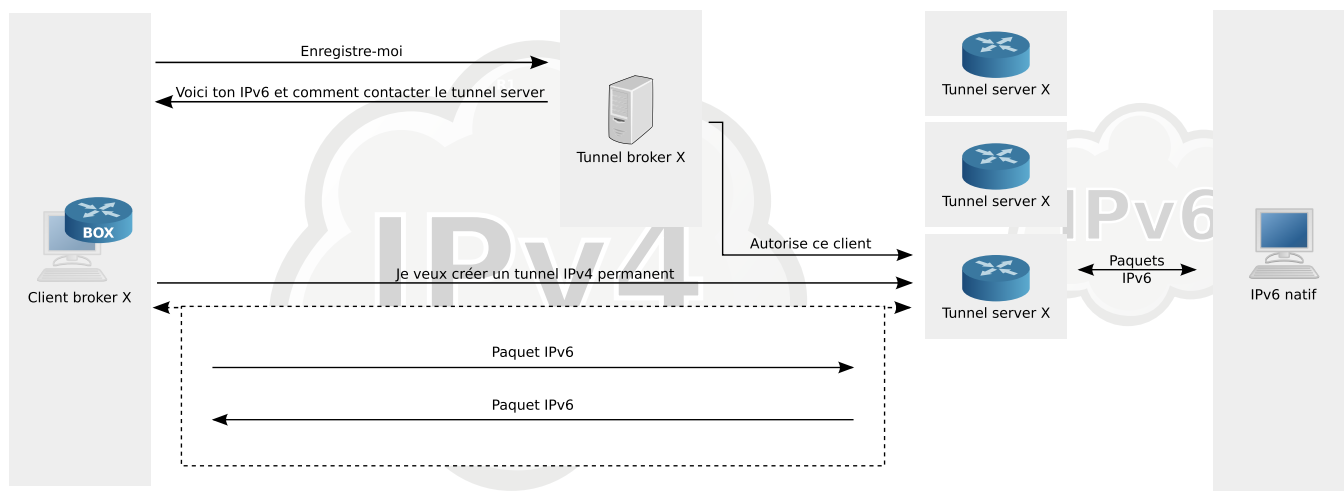 Enregistre-moi
Voici ton IPv6 et comment contacter le tunnel server
Tunnel broker X
Tunnel server X
Tunnel server X
Autorise ce client
Tunnel server X
BOX
Client broker X
Je veux créer un tunnel IPv4 permanent
IPv4
IPv6
Paquets
IPv6
IPv6 natif
Paquet IPv6
Paquet IPv6